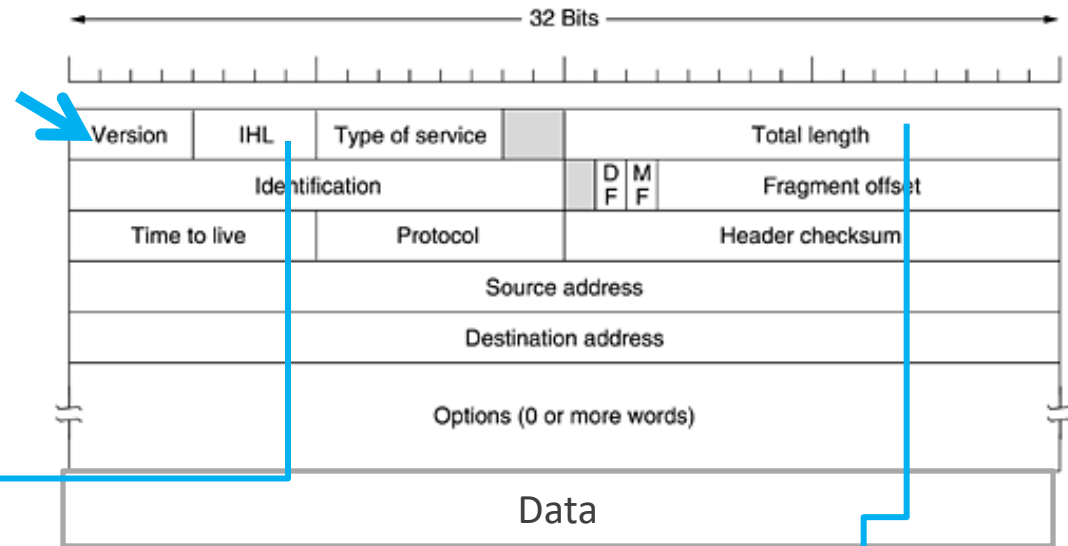 32 Bits
Version IHL Type of service Total length
Identification D F M F Fragment offset
Time to live Protocol Header checksum
Source address
Destination address
Options (0 or more words)
Data